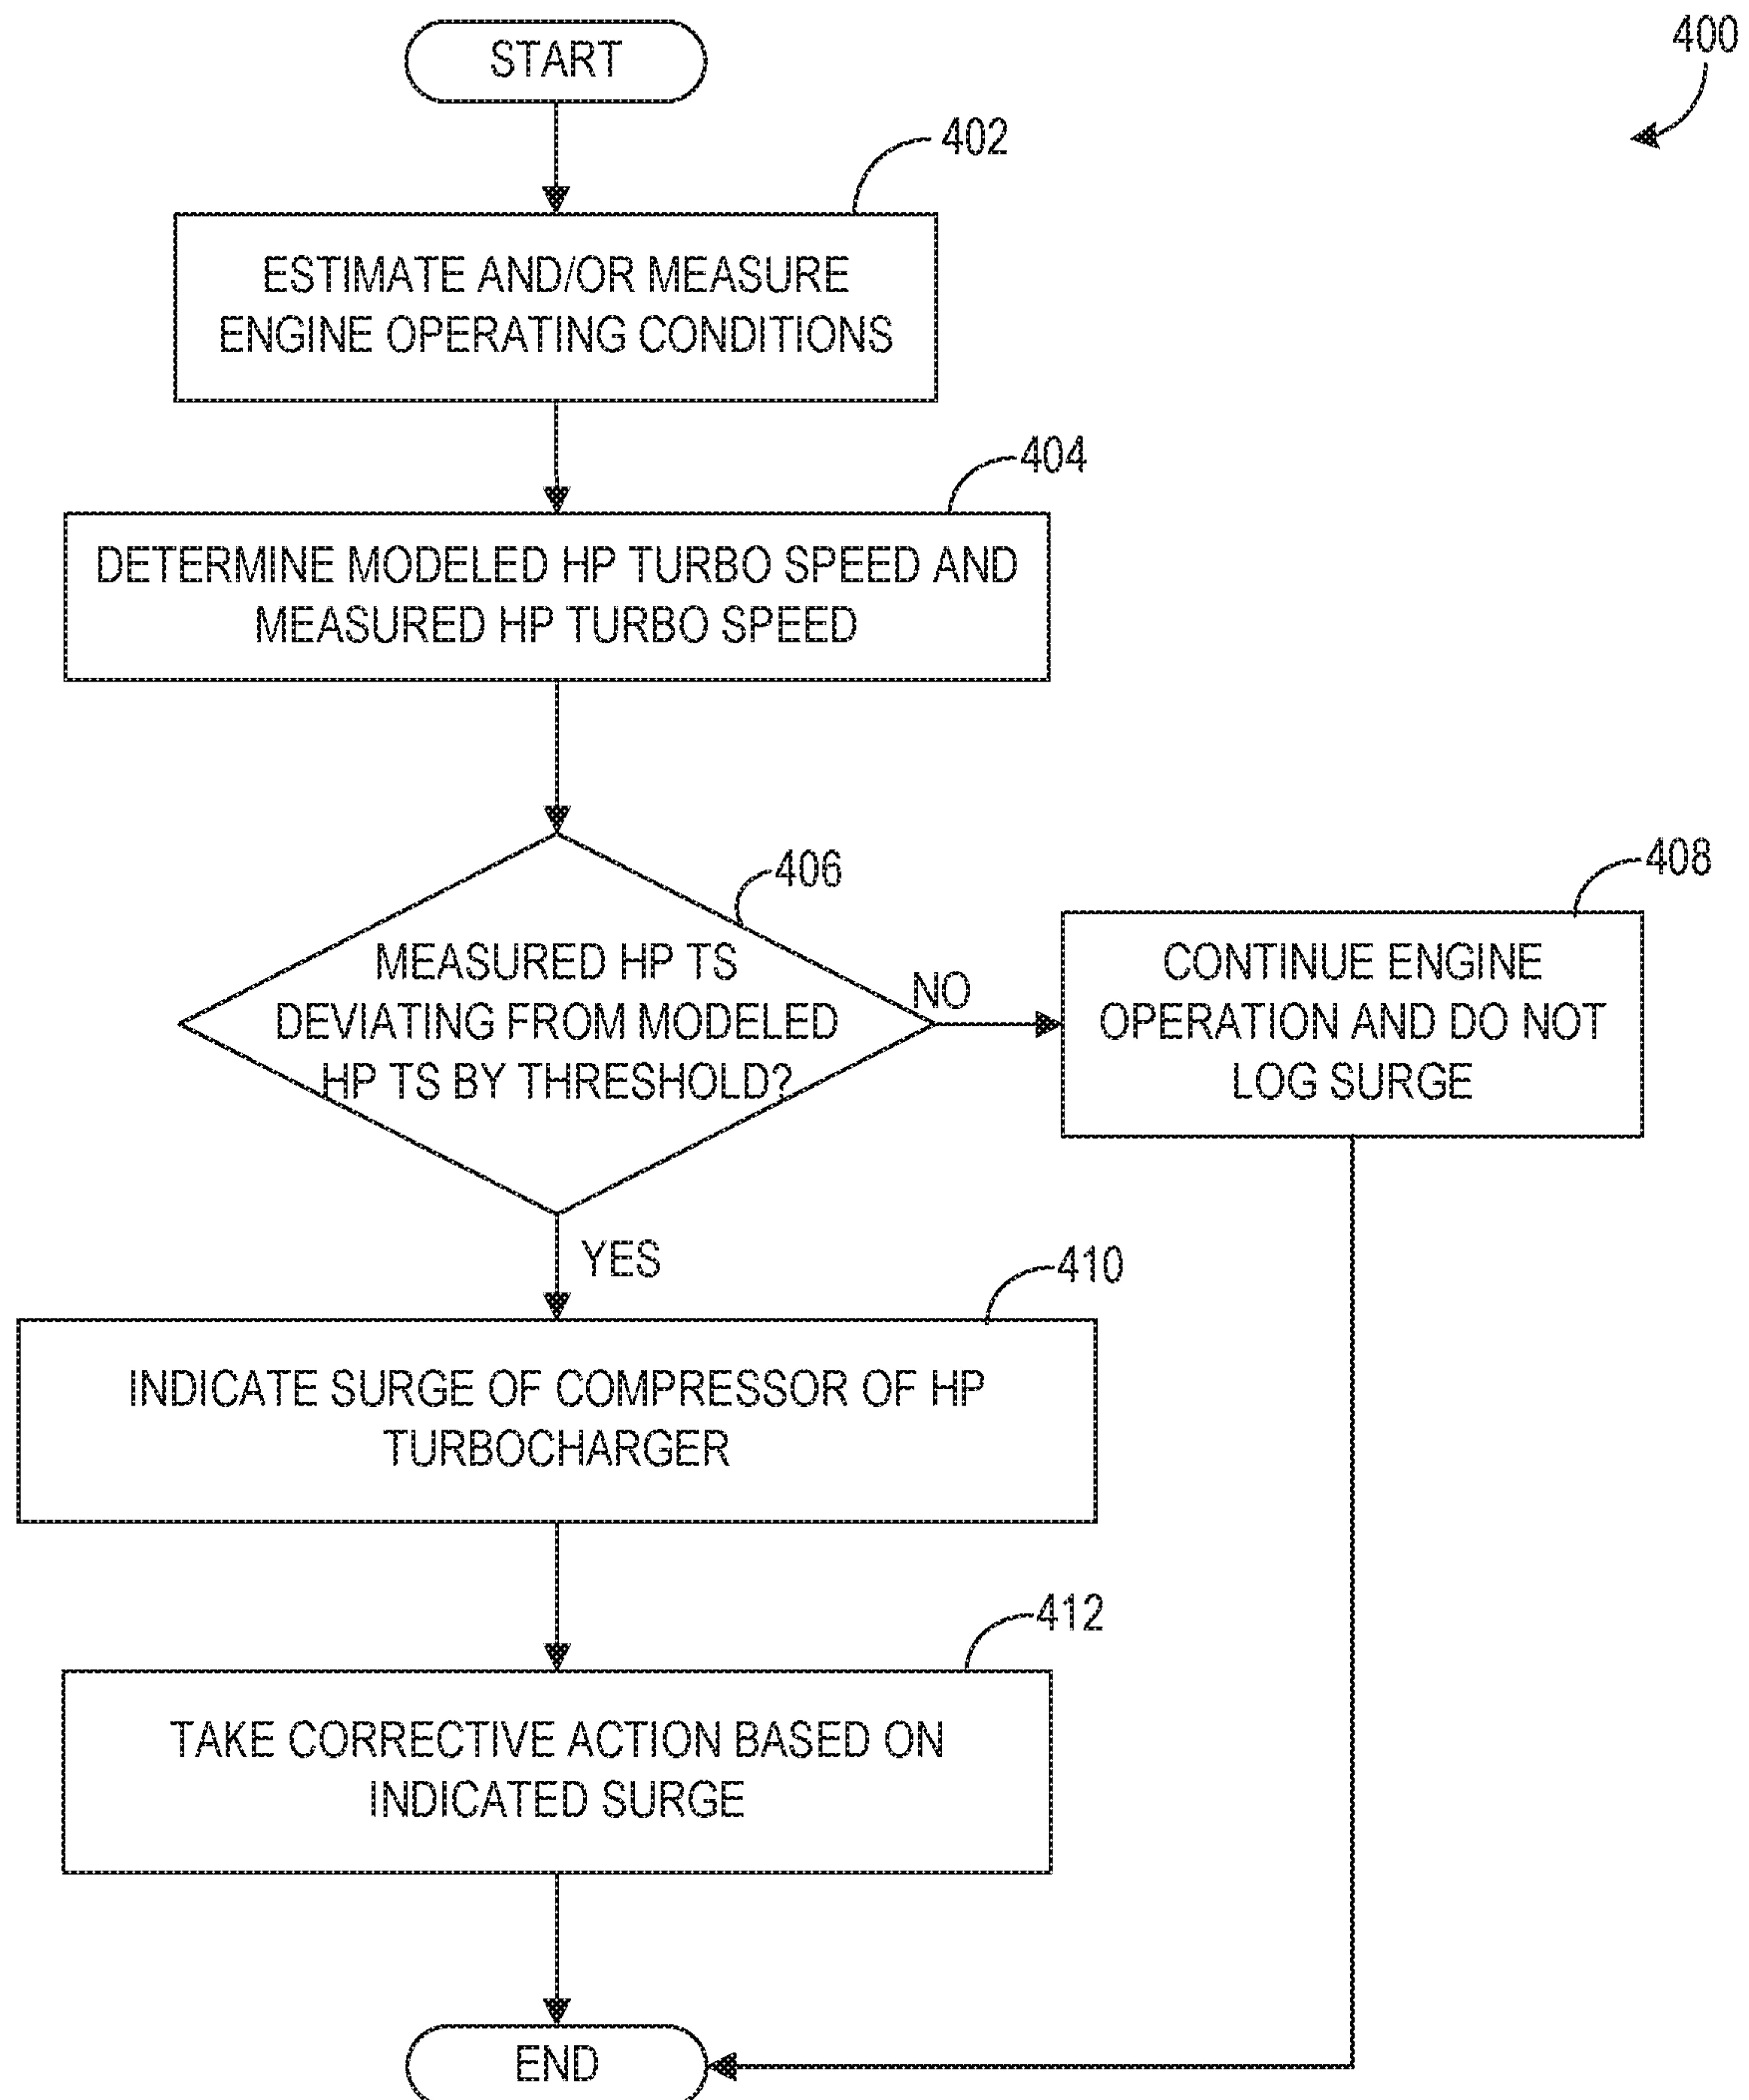 START
400
402
ESTIMATE AND/OR MEASURE
ENGINE OPERATING CONDITIONS
404
DETERMINE MODELED HP TURBO SPEED AND
MEASURED HP TURBO SPEED
406
MEASURED HP TS
DEVIATING FROM MODELED
HP TS BY THRESHOLD?
NO
408
CONTINUE ENGINE
OPERATION AND DO NOT
LOG SURGE
YES
410
INDICATE SURGE OF COMPRESSOR OF HP
TURBOCHARGER
412
TAKE CORRECTIVE ACTION BASED ON
INDICATED SURGE
END